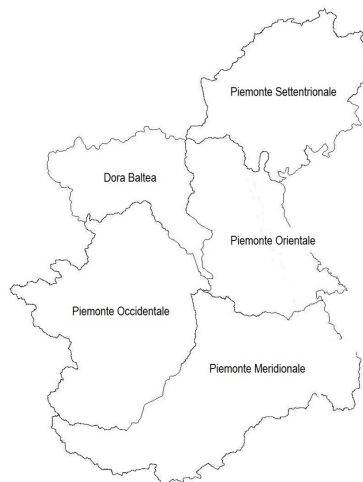 Piemonte Settentrionale
Dora Baltea
Piemonte Orientale
Piemonte Occidentale
Piemonte Meridionale